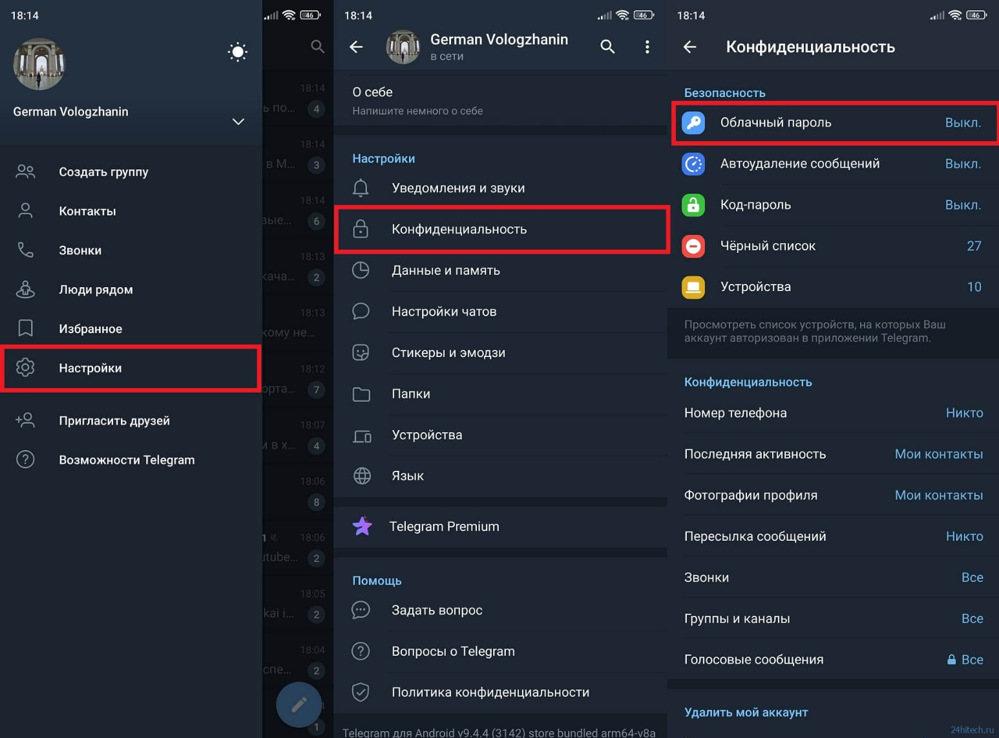 18:14
46
German Vologzhanin
Создать группу
Контакты
Звонки
Люди рядом
Избранное
Настройки
Пригласить друзей
Возможности Telegram
18:14
4
18:14
в М...
3
18:14
6
18:13
2
18:13
кому не...
18:12
7
18:07
м в х...
4
18:06
8
18:06
2
18:05
kai i...
2
18:04
2
1
18:14
46
German Vologzhanin
в сети
О себе
Напишите немного о себе
Настройки
Уведомления и звуки
Конфиденциальность
Данные и память
Настройки чатов
Стикеры и эмодзи
Папки
Устройства
Язык
Telegram Premium
Помощь
Задать вопрос
Вопросы о Telegram
Политика конфиденциальности
Telegram для Android v9.4.4 (3142) store bundled arm64-v8a
18:14
46
Конфиденциальность
Безопасность
Облачный пароль Выкл.
Автоудаление сообщений Выкл.
Код-пароль Выкл.
Чёрный список 27
Устройства 10
Просмотреть список устройств, на которых Ваш
аккаунт авторизован в приложении Telegram.
Конфиденциальность
Номер телефона Никто
Последняя активность Мои контакты
Фотографии профиля Мои контакты
Пересылка сообщений Никто
Звонки Все
Группы и каналы Все
Голосовые сообщения Все
Удалить мой аккаунт
24hitech.ru